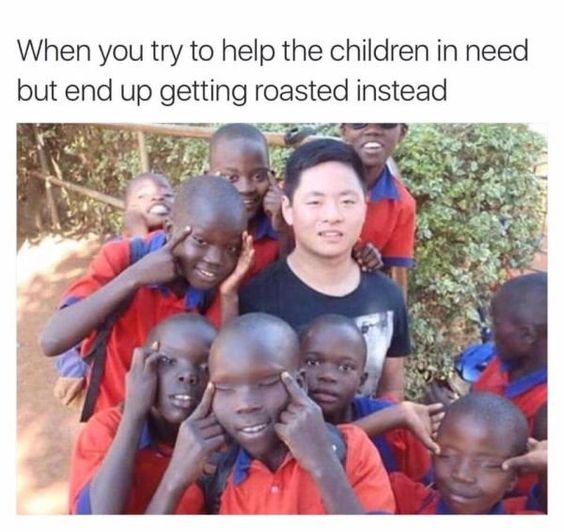 When you try to help the children in need
but end up getting roasted instead